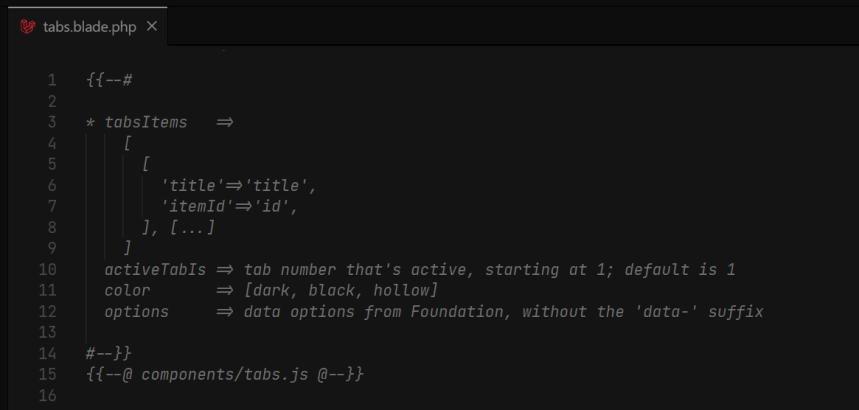 tabs.blade.php ×
1 {{--#
2
3 * tabsItems =>
4 [
5 [
6 'title'=>'title',
7 'itemId'=>'id',
8 ], [...]
9 ]
10 activeTabIs => tab number that's active, starting at 1; default is 1
11 color => [dark, black, hollow]
12 options => data options from Foundation, without the 'data-' suffix
13
14 #--}}
15 {{--@ components/tabs.js @--}}
16